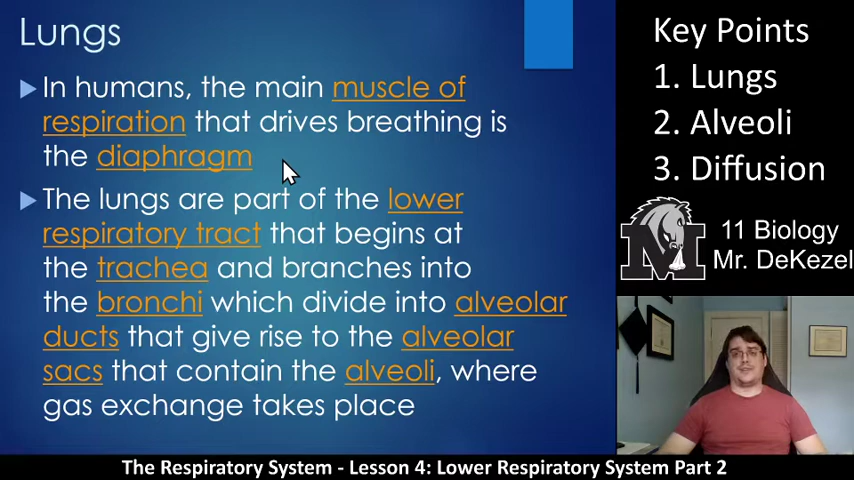 Lungs
In humans, the main muscle of
respiration that drives breathing is
the diaphragm
The lungs are part of the lower
respiratory tract that begins at
the trachea and branches into
the bronchi which divide into alveolar
ducts that give rise to the alveolar
sacs that contain the alveoli, where
gas exchange takes place
Key Points
1. Lungs
2. Alveoli
3. Diffusion
M
11 Biology
Mr. DeKezel
The Respiratory System - Lesson 4: Lower Respiratory System Part 2